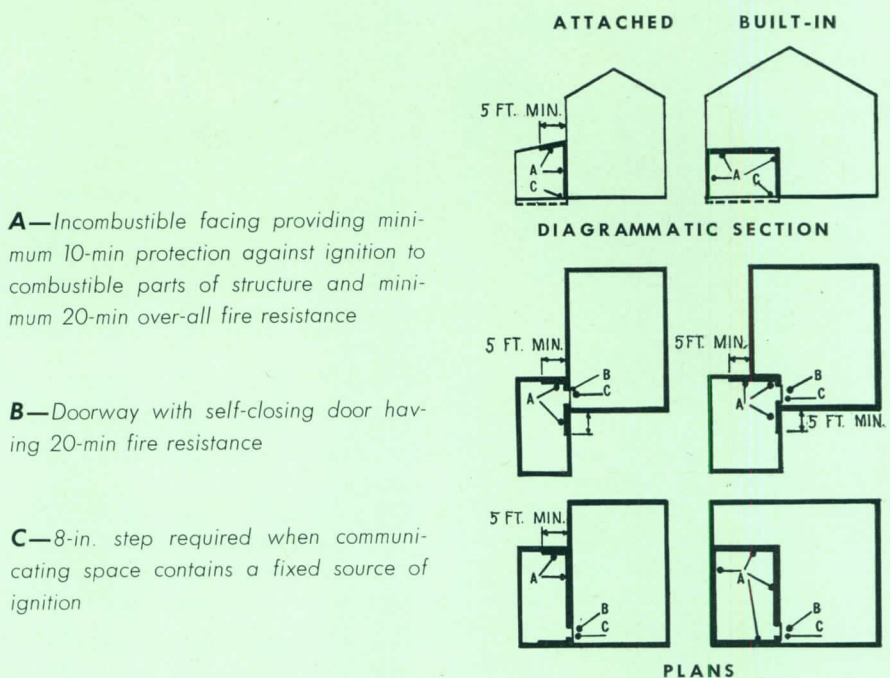 ATTACHED BUILT-IN
5 FT. MIN.
A
C
A
C
DIAGRAMMATIC SECTION
A—Incombustible facing providing mini-
mum 10-min protection against ignition to
combustible parts of structure and mini-
mum 20-min over-all fire resistance
B—Doorway with self-closing door hav-
ing 20-min fire resistance
C—8-in. step required when communi-
cating space contains a fixed source of
ignition
5 FT. MIN.
A
B
C
5 FT. MIN.
A
B
C
5 FT. MIN.
5 FT. MIN.
A
B
C
A
B
C
PLANS